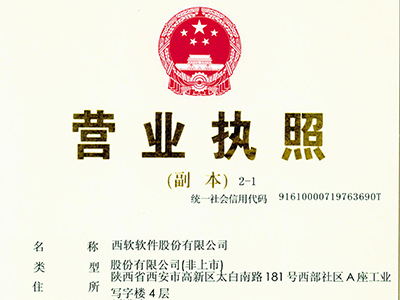 营业执照
(副 本) 2-1
统一社会信用代码 91610000719763690T
名 称 西软软件股份有限公司
类 型 股份有限公司(非上市)
住 所 陕西省西安市高新区太白南路181号西部社区A座工业
写字楼4层